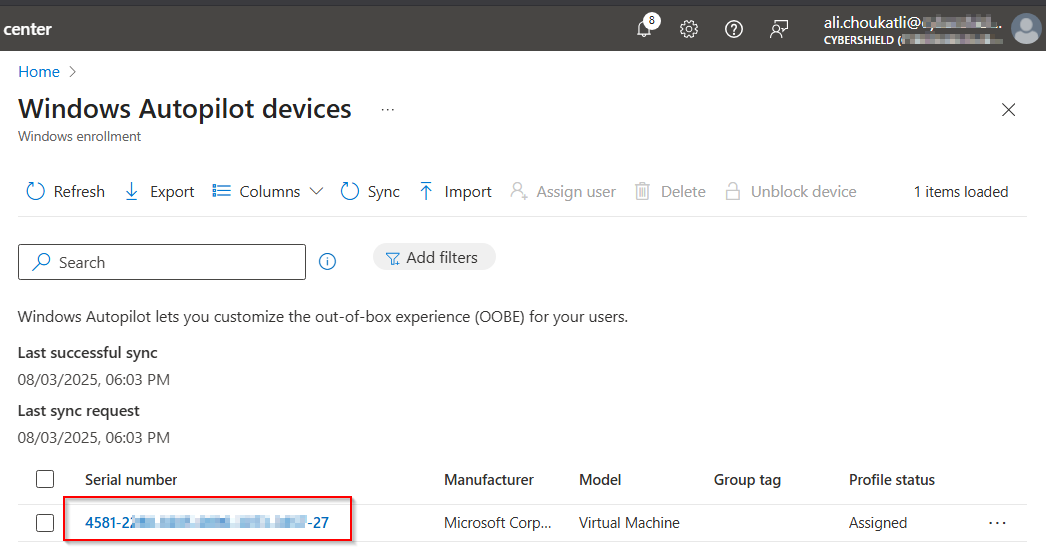 center
8
ali.choukatli@
CYBERSHIELD (
Home
Windows Autopilot devices ...
Windows enrollment
Refresh Export Columns Sync Import Assign user Delete Unblock device 1 items loaded
Search Add filters
Windows Autopilot lets you customize the out-of-box experience (OOBE) for your users.
Last successful sync
08/03/2025, 06:03 PM
Last sync request
08/03/2025, 06:03 PM
Serial number Manufacturer Model Group tag Profile status
4581-2 -27 Microsoft Corp... Virtual Machine Assigned ...